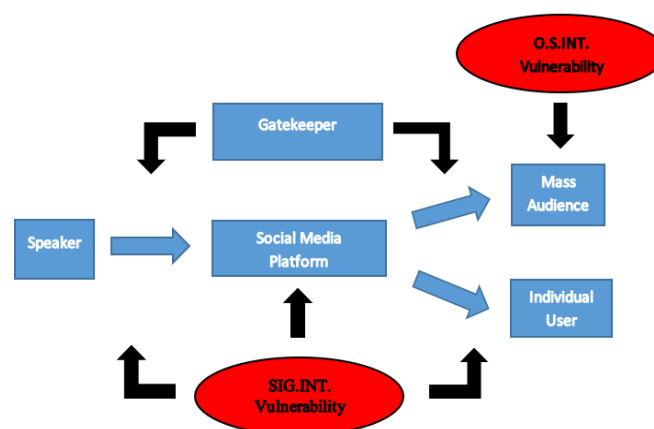 O.S.INT.
Vulnerability
Gatekeeper
Mass
Audience
Speaker
Social Media
Platform
Individual
User
SIG.INT.
Vulnerability